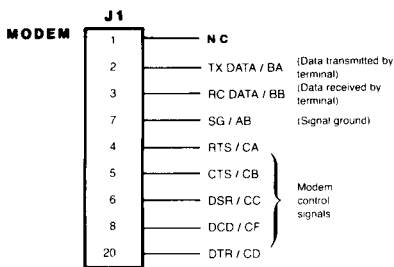 J1
MODEM
1 NC
2 TX DATA / BA (Data transmitted by terminal)
3 RC DATA / BB (Data received by terminal)
7 SG / AB (Signal ground)
4 RTS / CA
5 CTS / CB
6 DSR / CC
8 DCD / CF
20 DTR / CD
Modem
control
signals